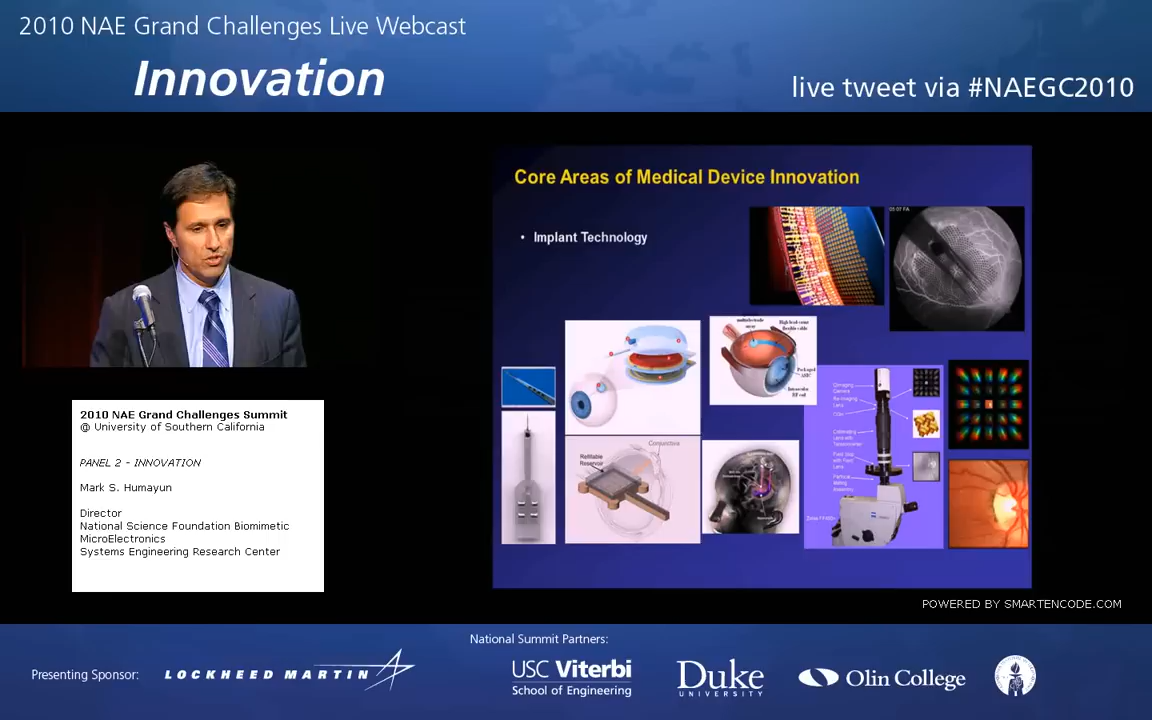 2010 NAE Grand Challenges Live Webcast
Innovation
live tweet via #NAEGC2010
Core Areas of Medical Device Innovation
• Implant Technology
Conjunctiva
Refillable
Reservoir
2010 NAE Grand Challenges Summit
@ University of Southern California
PANEL 2 - INNOVATION
Mark S. Humayun
Director
National Science Foundation Biomimetic
MicroElectronics
Systems Engineering Research Center
POWERED BY SMARTENCODE.COM
National Summit Partners:
Presenting Sponsor:
LOCKHEED MARTIN
USC Viterbi
School of Engineering
Duke
UNIVERSITY
Olin College